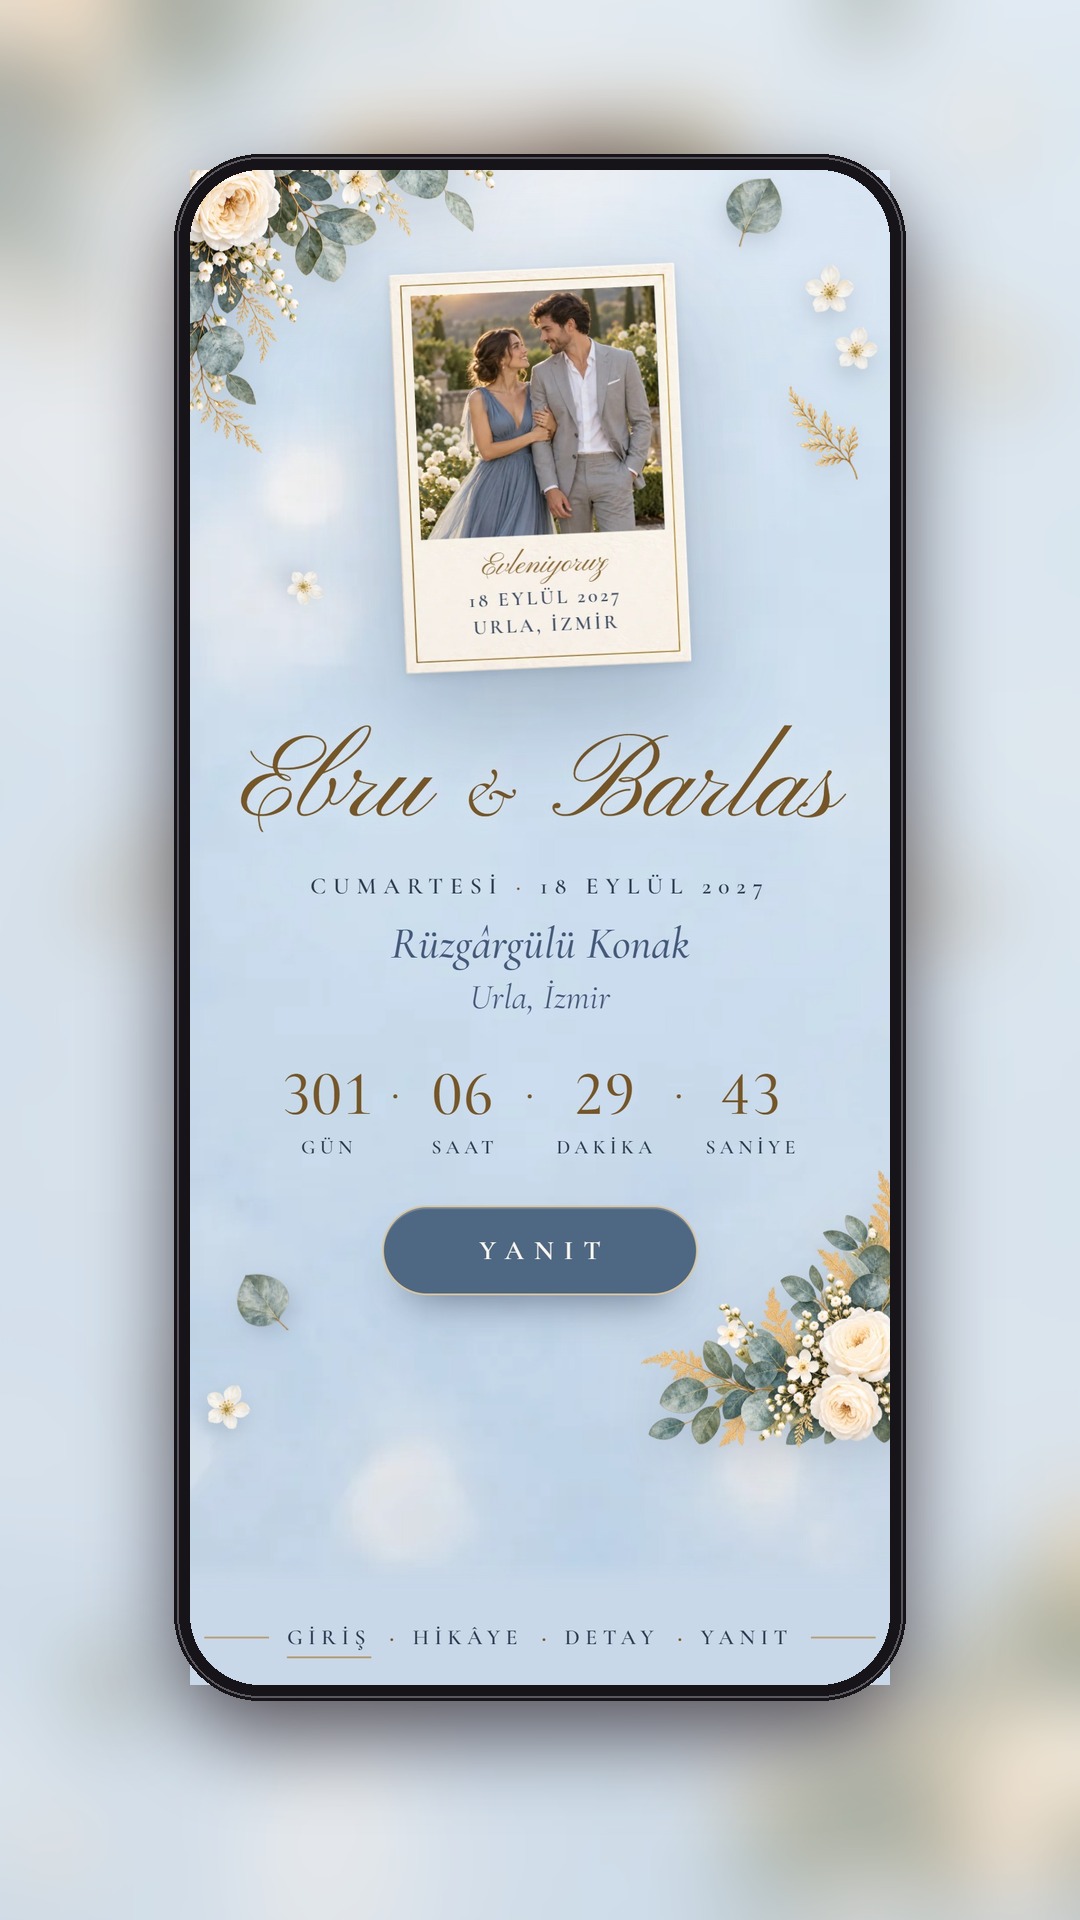 Evleniyoruz
18 EYLÜL 2027
URLA, İZMİR
Ebru & Barlas
CUMARTESİ · 18 EYLÜL 2027
Rüzgârgülü Konak
Urla, İzmir
301 · 06 · 29 · 43
GÜN SAAT DAKİKA SANİYE
YANIT
GİRİŞ · HİKÂYE · DETAY · YANIT